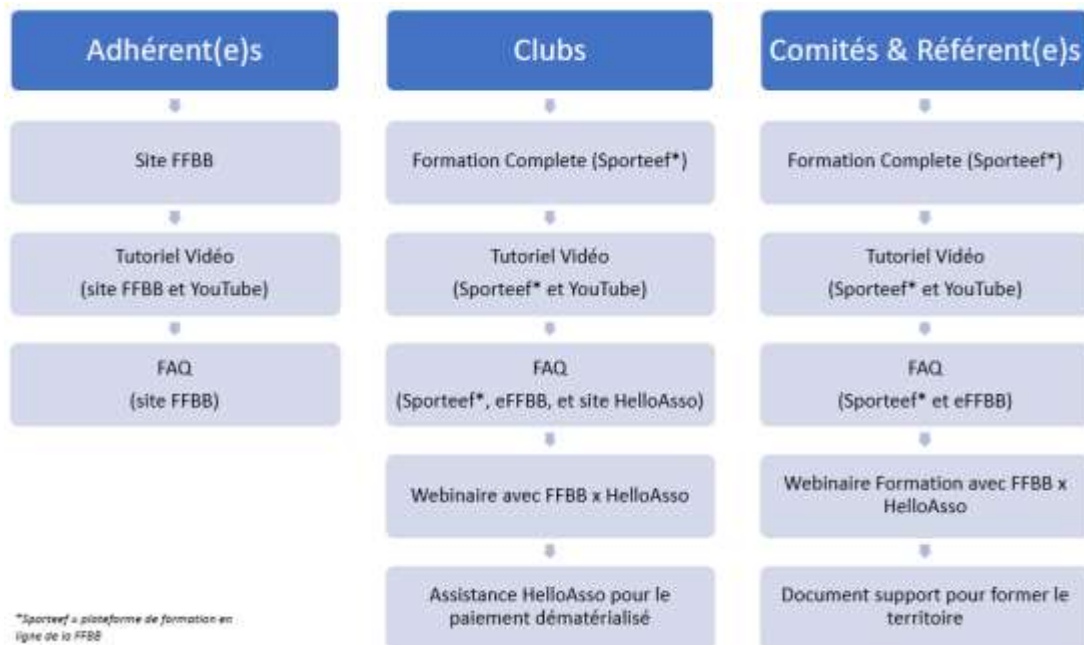 Adhérent(e)s
Site FFBB
Tutoriel Vidéo
(site FFBB et YouTube)
FAQ
(site FFBB)
Clubs
Formation Complete (Sporteef*)
Tutoriel Vidéo
(Sporteef* et YouTube)
FAQ
(Sporteef*, eFFBB, et site HelloAsso)
Webinaire avec FFBB x HelloAsso
Assistance HelloAsso pour le
paiement dématérialisé
Comités & Référent(e)s
Formation Complete (Sporteef*)
Tutoriel Vidéo
(Sporteef* et YouTube)
FAQ
(Sporteef* et eFFBB)
Webinaire Formation avec FFBB x
HelloAsso
Document support pour former le
territoire
*Sporteef = plateforme de formation en
ligne de la FFBB